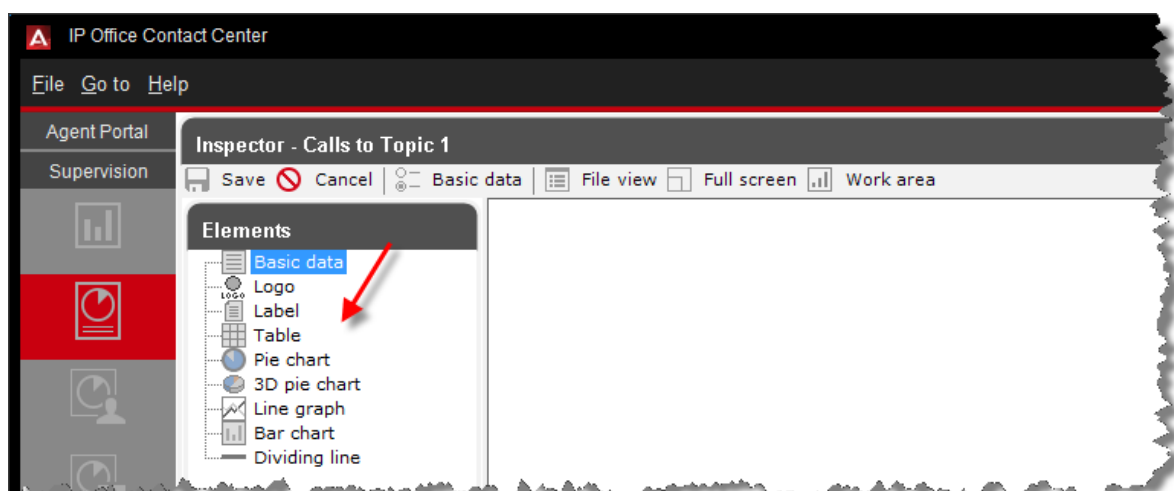 IP Office Contact Center
File Go to Help
Agent Portal
Supervision
Inspector - Calls to Topic 1
Save Cancel Basic data File view Full screen Work area
Elements
Basic data
LOGO Logo
Label
Table
Pie chart
3D pie chart
Line graph
Bar chart
Dividing line